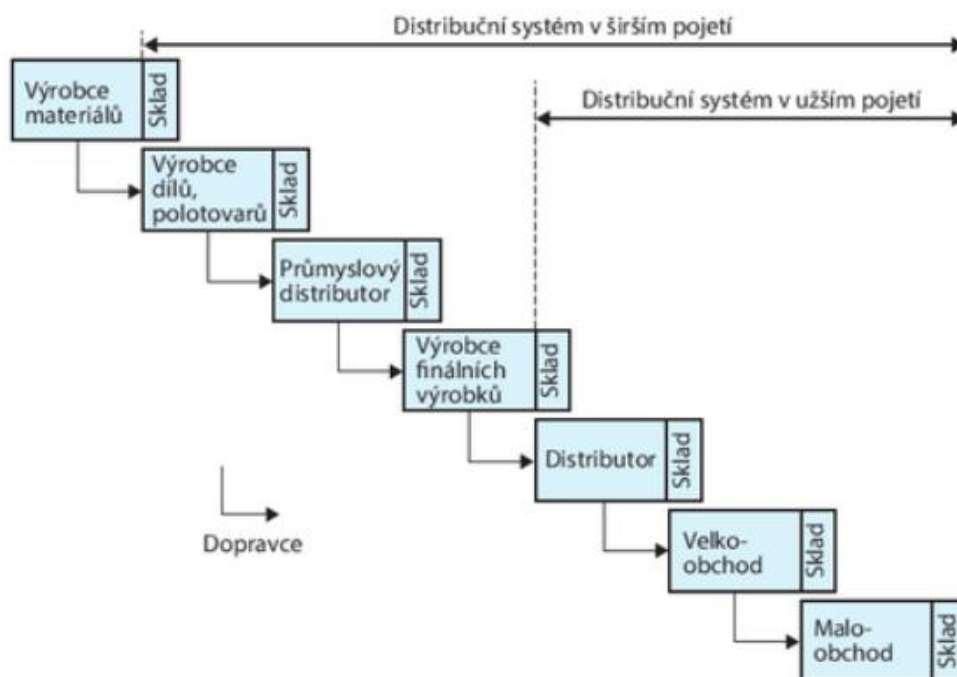 Distribuční systém v širším pojetí
Výrobce
materiálů
Sklad
Distribuční systém v užším pojetí
Výrobce
dílů,
polotovarů
Sklad
Průmyslový
distributor
Sklad
Výrobce
finálních
výrobků
Sklad
Distributor
Sklad
Dopravce
Velko-
obchod
Sklad
Malo-
obchod
Sklad